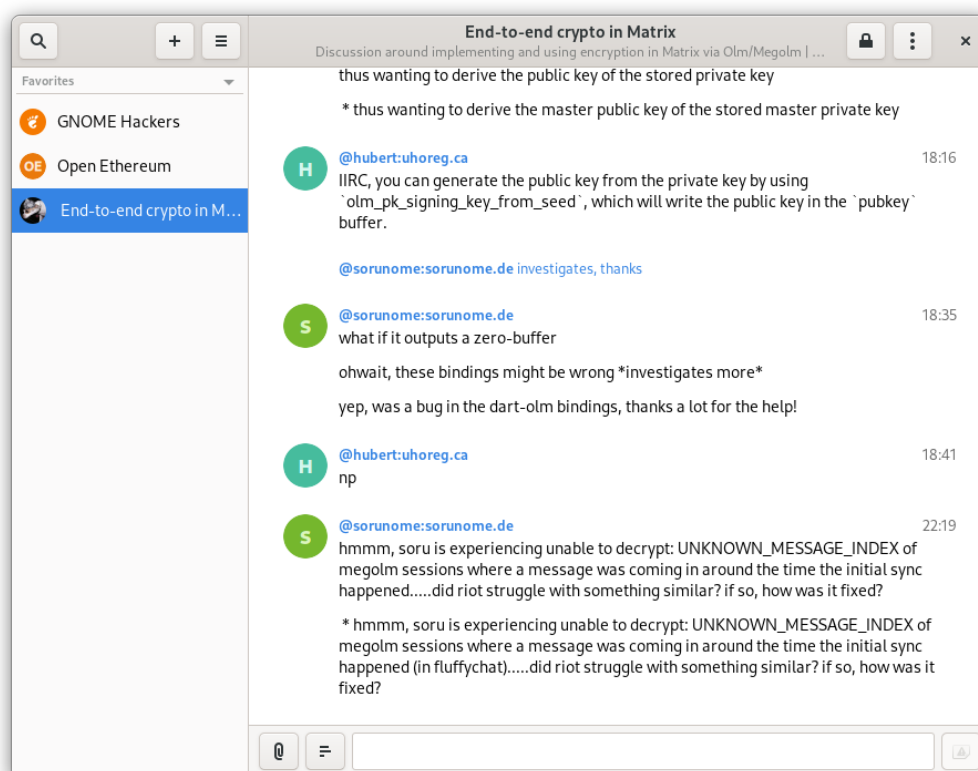 End-to-end crypto in Matrix
Discussion around implementing and using encryption in Matrix via Olm/Megolm | ...
Favorites
GNOME Hackers
OE
Open Ethereum
End-to-end crypto in M...
thus wanting to derive the public key of the stored private key
* thus wanting to derive the master public key of the stored master private key
H
@hubert:uhoreg.ca
18:16
IIRC, you can generate the public key from the private key by using
`olm_pk_signing_key_from_seed`, which will write the public key in the `pubkey`
buffer.
@sorunome:sorunome.de investigates, thanks
S
@sorunome:sorunome.de
18:35
what if it outputs a zero-buffer
ohwait, these bindings might be wrong *investigates more*
yep, was a bug in the dart-olm bindings, thanks a lot for the help!
H
@hubert:uhoreg.ca
18:41
np
S
@sorunome:sorunome.de
22:19
hmmm, soru is experiencing unable to decrypt: UNKNOWN_MESSAGE_INDEX of
megolm sessions where a message was coming in around the time the initial sync
happened.....did riot struggle with something similar? if so, how was it fixed?
* hmmm, soru is experiencing unable to decrypt: UNKNOWN_MESSAGE_INDEX of
megolm sessions where a message was coming in around the time the initial sync
happened (in fluffychat).....did riot struggle with something similar? if so, how was it
fixed?